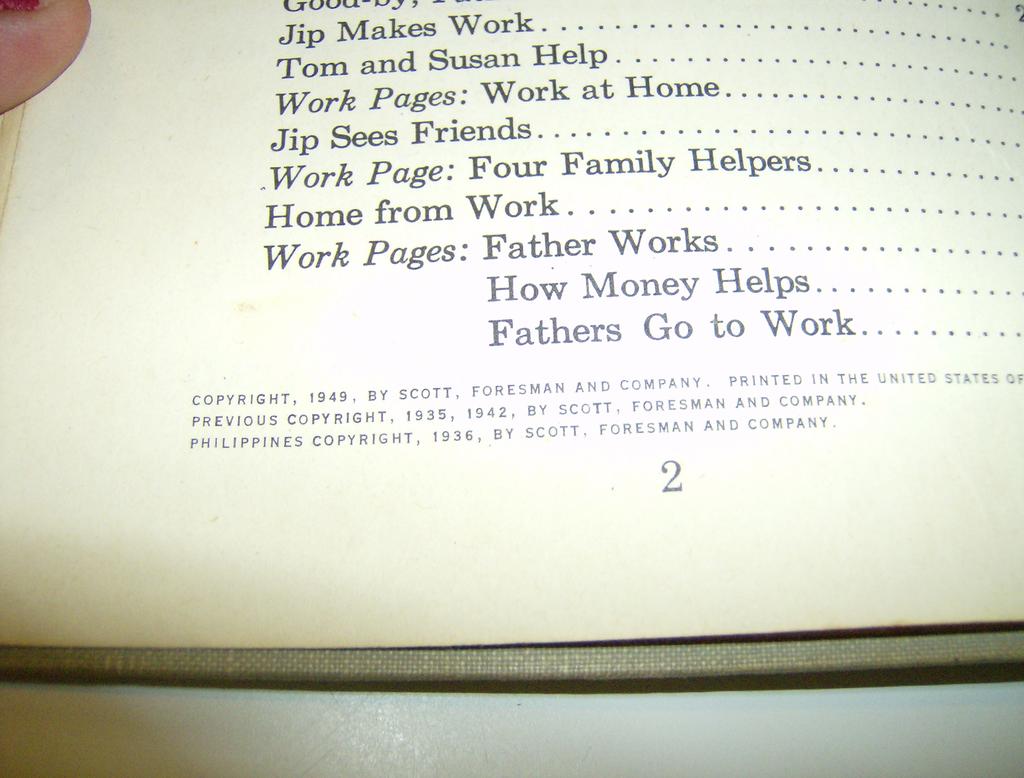 Good-by,
Jip Makes Work....................
Tom and Susan Help....................
Work Pages: Work at Home....................
Jip Sees Friends....................
Work Page: Four Family Helpers....................
Home from Work....................
Work Pages: Father Works....................
How Money Helps....................
Fathers Go to Work....................
COPYRIGHT, 1949, BY SCOTT, FORESMAN AND COMPANY. PRINTED IN THE UNITED STATES OF
PREVIOUS COPYRIGHT, 1935, 1942, BY SCOTT, FORESMAN AND COMPANY.
PHILIPPINES COPYRIGHT, 1936, BY SCOTT, FORESMAN AND COMPANY.
2